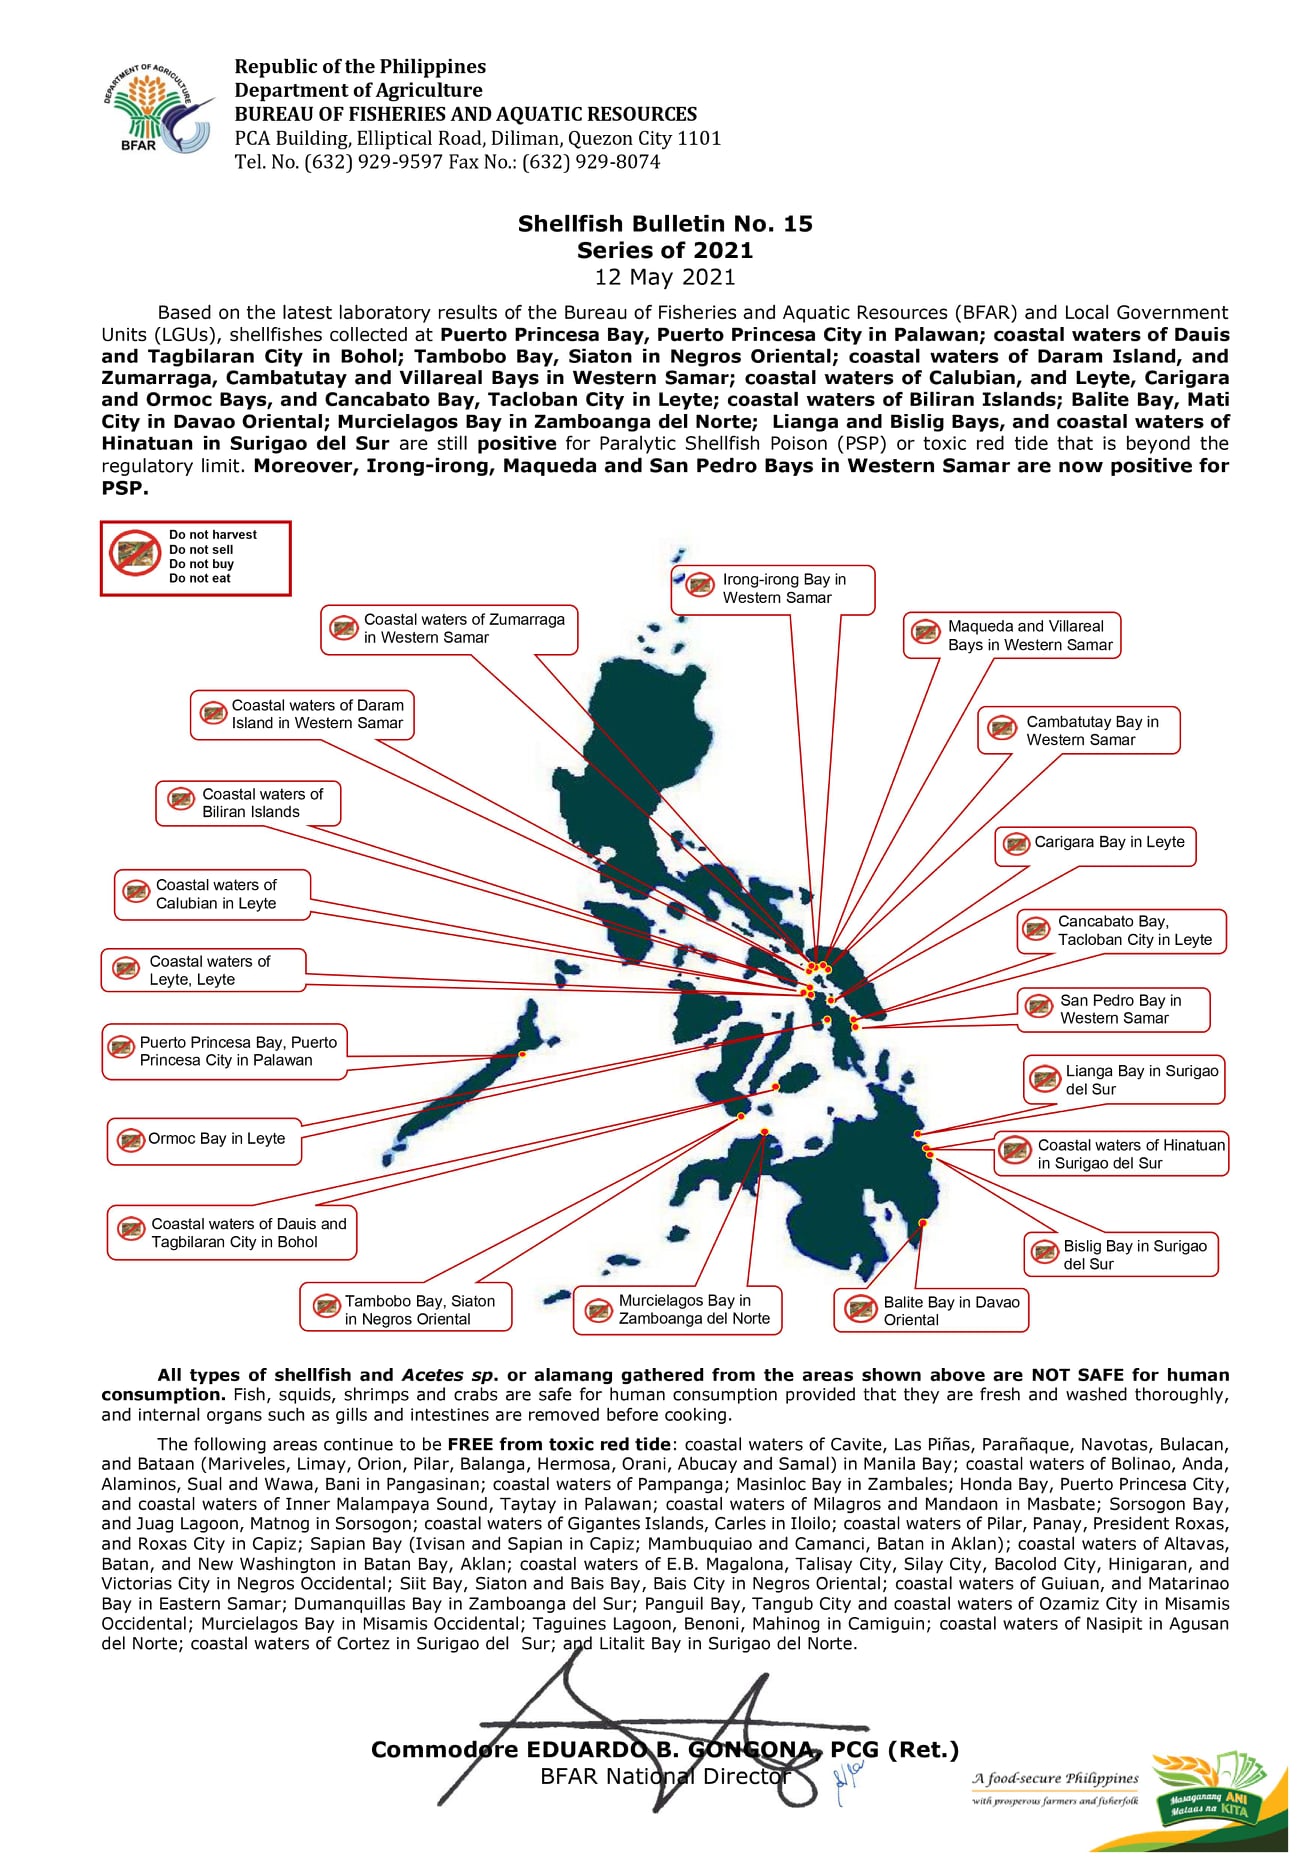 DEPARTMENT OF AGRICULTURE
BFAR
Republic of the Philippines
Department of Agriculture
BUREAU OF FISHERIES AND AQUATIC RESOURCES
PCA Building, Elliptical Road, Diliman, Quezon City 1101
Tel. No. (632) 929-9597 Fax No.: (632) 929-8074
Shellfish Bulletin No. 15
Series of 2021
12 May 2021
Based on the latest laboratory results of the Bureau of Fisheries and Aquatic Resources (BFAR) and Local Government
Units (LGUs), shellfishes collected at Puerto Princesa Bay, Puerto Princesa City in Palawan; coastal waters of Dauis
and Tagbilaran City in Bohol; Tambobo Bay, Siaton in Negros Oriental; coastal waters of Daram Island, and
Zumarraga, Cambatutay and Villareal Bays in Western Samar; coastal waters of Calubian, and Leyte, Carigara
and Ormoc Bays, and Cancabato Bay, Tacloban City in Leyte; coastal waters of Biliran Islands; Balite Bay, Mati
City in Davao Oriental; Murcielagos Bay in Zamboanga del Norte; Lianga and Bislig Bays, and coastal waters of
Hinatuan in Surigao del Sur are still positive for Paralytic Shellfish Poison (PSP) or toxic red tide that is beyond the
regulatory limit. Moreover, Irong-irong, Maqueda and San Pedro Bays in Western Samar are now positive for
PSP.
Do not harvest
Do not sell
Do not buy
Do not eat
Irong-irong Bay in
Western Samar
Coastal waters of Zumarraga
in Western Samar
Maqueda and Villareal
Bays in Western Samar
Coastal waters of Daram
Island in Western Samar
Cambatutay Bay in
Western Samar
Coastal waters of
Biliran Islands
Carigara Bay in Leyte
Coastal waters of
Calubian in Leyte
Cancabato Bay,
Tacloban City in Leyte
Coastal waters of
Leyte, Leyte
San Pedro Bay in
Western Samar
Puerto Princesa Bay, Puerto
Princesa City in Palawan
Lianga Bay in Surigao
del Sur
Ormoc Bay in Leyte
Coastal waters of Hinatuan
in Surigao del Sur
Coastal waters of Dauis and
Tagbilaran City in Bohol
Bislig Bay in Surigao
del Sur
Tambobo Bay, Siaton
in Negros Oriental
Murcielagos Bay in
Zamboanga del Norte
Balite Bay in Davao
Oriental
All types of shellfish and Acetes sp. or alamang gathered from the areas shown above are NOT SAFE for human
consumption. Fish, squids, shrimps and crabs are safe for human consumption provided that they are fresh and washed thoroughly,
and internal organs such as gills and intestines are removed before cooking.
The following areas continue to be FREE from toxic red tide: coastal waters of Cavite, Las Piñas, Parañaque, Navotas, Bulacan,
and Bataan (Mariveles, Limay, Orion, Pilar, Balanga, Hermosa, Orani, Abucay and Samal) in Manila Bay; coastal waters of Bolinao, Anda,
Alaminos, Sual and Wawa, Bani in Pangasinan; coastal waters of Pampanga; Masinloc Bay in Zambales; Honda Bay, Puerto Princesa City,
and coastal waters of Inner Malampaya Sound, Taytay in Palawan; coastal waters of Milagros and Mandaon in Masbate; Sorsogon Bay,
and Juag Lagoon, Matnog in Sorsogon; coastal waters of Gigantes Islands, Carles in Iloilo; coastal waters of Pilar, Panay, President Roxas,
and Roxas City in Capiz; Sapian Bay (Ivisan and Sapian in Capiz; Mambuquiao and Camanci, Batan in Aklan); coastal waters of Altavas,
Batan, and New Washington in Batan Bay, Aklan; coastal waters of E.B. Magalona, Talisay City, Silay City, Bacolod City, Hinigaran, and
Victorias City in Negros Occidental; Siit Bay, Siaton and Bais Bay, Bais City in Negros Oriental; coastal waters of Guiuan, and Matarinao
Bay in Eastern Samar; Dumanquillas Bay in Zamboanga del Sur; Panguil Bay, Tangub City and coastal waters of Ozamiz City in Misamis
Occidental; Murcielagos Bay in Misamis Occidental; Taguines Lagoon, Benoni, Mahinog in Camiguin; coastal waters of Nasipit in Agusan
del Norte; coastal waters of Cortez in Surigao del Sur; and Litalit Bay in Surigao del Norte.
Commodore EDUARDO B. GONGONA, PCG (Ret.)
BFAR National Director
A food-secure Philippines
with prosperous farmers and fisherfolk
Masaganang ANI
Mataas na KITA